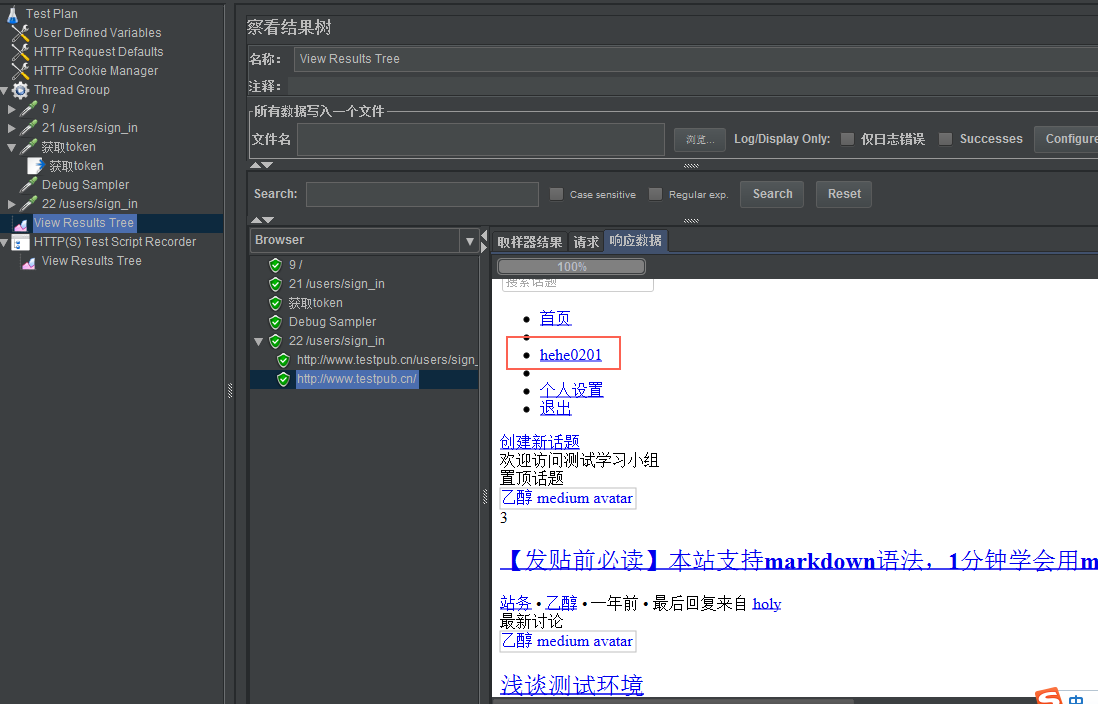 Test Plan
User Defined Variables
HTTP Request Defaults
HTTP Cookie Manager
Thread Group
9 /
21 /users/sign_in
获取token
获取token
Debug Sampler
22 /users/sign_in
View Results Tree
HTTP(S) Test Script Recorder
View Results Tree
察看结果树
名称： View Results Tree
注释：
所有数据写入一个文件
文件名 浏览... Log/Display Only: 仅日志错误 Successes Configure
Search: Case sensitive Regular exp. Search Reset
Browser
9 /
21 /users/sign_in
获取token
Debug Sampler
22 /users/sign_in
http://www.testpub.cn/users/sign_
http://www.testpub.cn/
取样器结果 请求 响应数据
100%
搜索话题
首页
hehe0201
个人设置
退出
创建新话题
欢迎访问测试学习小组
置顶话题
乙醇 medium avatar
3
【发贴前必读】本站支持markdown语法，1分钟学会用m
站务 • 乙醇 • 一年前 • 最后回复来自 holy
最新讨论
乙醇 medium avatar
浅谈测试环境
中